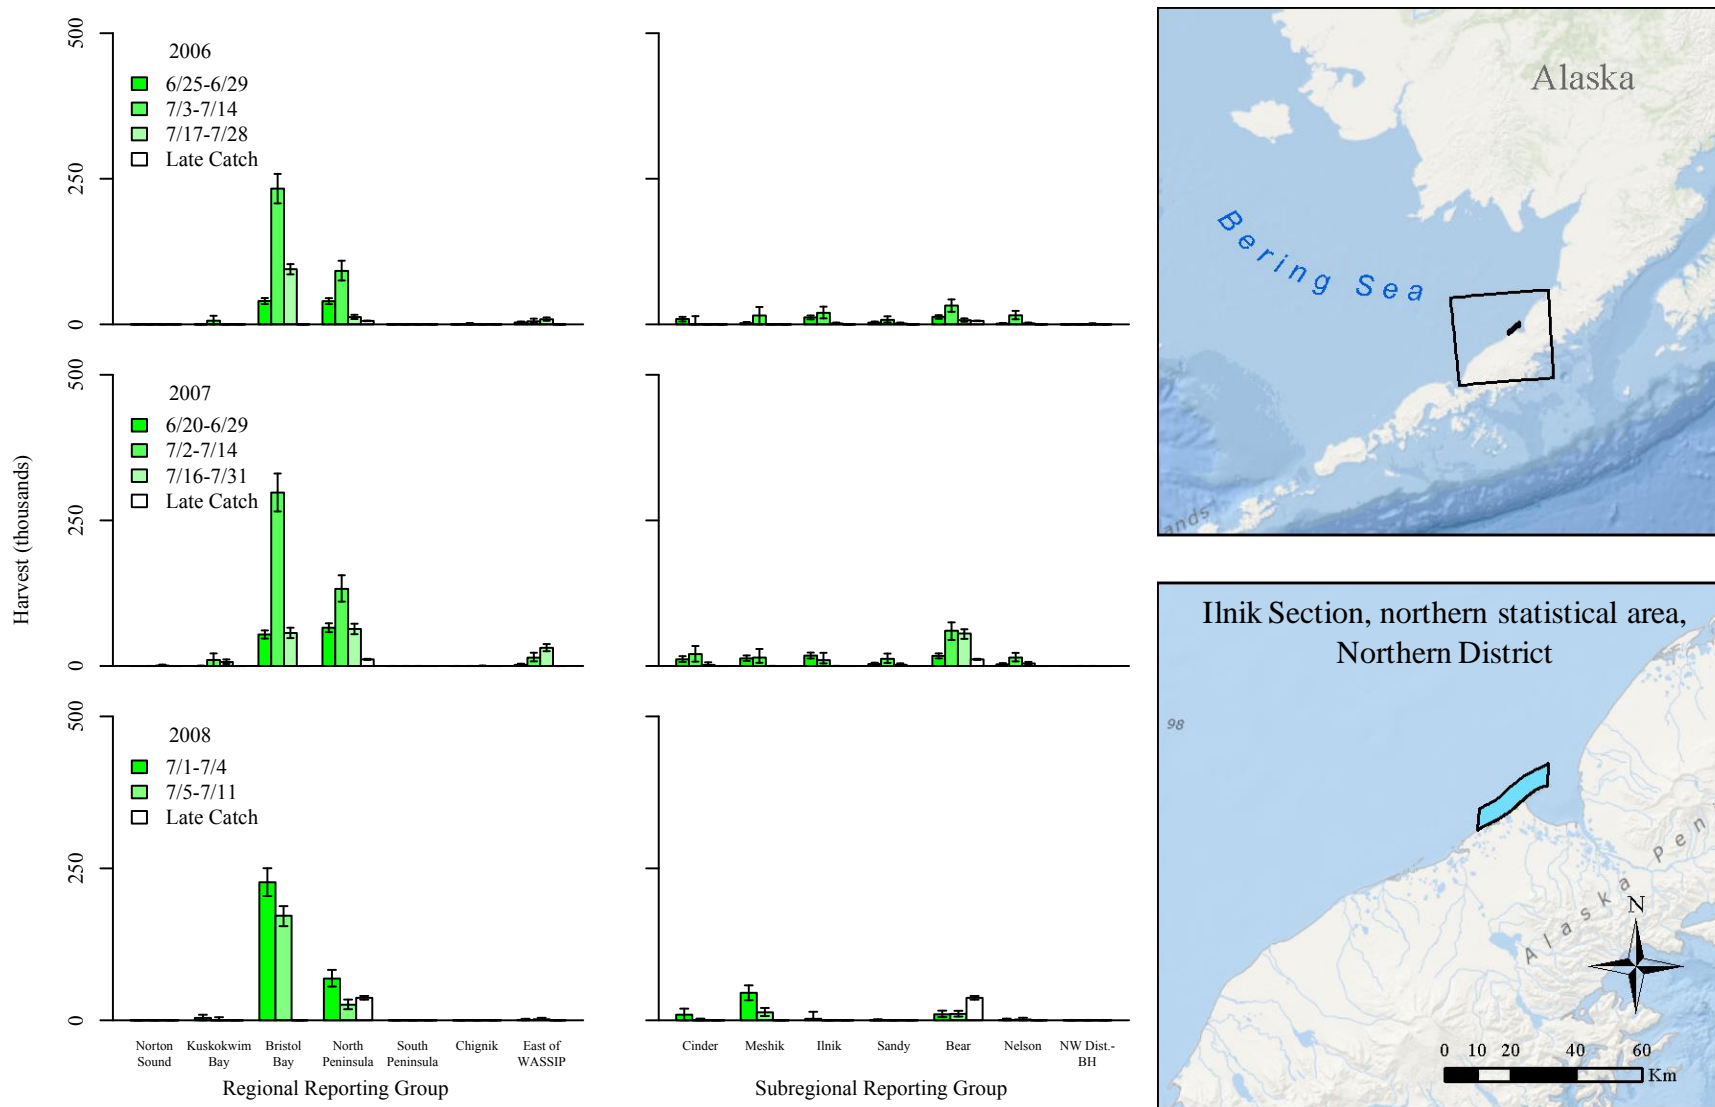 Harvest (thousands)
500
250
0
2006
6/25-6/29
7/3-7/14
7/17-7/28
Late Catch
500
250
0
2007
6/20-6/29
7/2-7/14
7/16-7/31
Late Catch
500
250
0
2008
7/1-7/4
7/5-7/11
Late Catch
Norton Sound
Kuskokwim Bay
Bristol Bay
North Peninsula
South Peninsula
Chignik
East of WASSIP
Regional Reporting Group
Cinder
Meshik
Ilnik
Sandy
Bear
Nelson
NW Dist.-BH
Subregional Reporting Group
Alaska
Bering Sea
ands
Ilnik Section, northern statistical area,
Northern District
98
Alaska Pen
N
0 10 20 40 60
Km